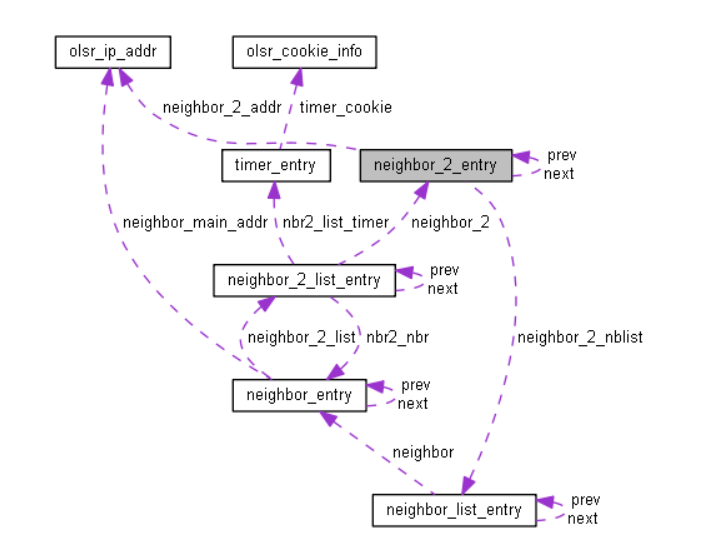 olsr_ip_addr
olsr_cookie_info
neighbor_2_addr
timer_cookie
timer_entry
neighbor_2_entry
prev
next
neighbor_main_addr
nbr2_list_timer
neighbor_2
neighbor_2_list_entry
prev
next
neighbor_2_list
nbr2_nbr
neighbor_2_nblist
neighbor_entry
prev
next
neighbor
neighbor_list_entry
prev
next